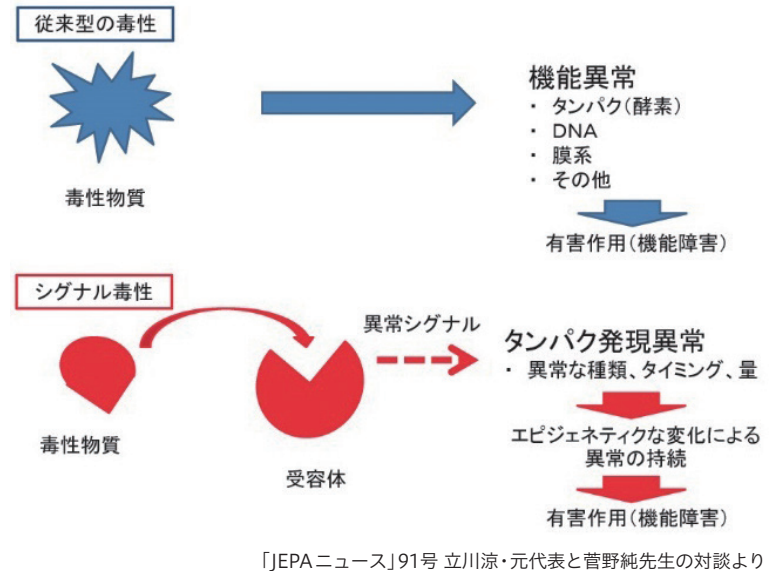 従来型の毒性
毒性物質
機能異常
・ タンパク(酵素)
・ DNA
・ 膜系
・ その他
有害作用(機能障害)
シグナル毒性
毒性物質
受容体
異常シグナル
タンパク発現異常
・ 異常な種類、タイミング、量
エピジェネティクな変化による
異常の持続
有害作用(機能障害)
「JEPAニュース」91号 立川涼・元代表と菅野純先生の対談より